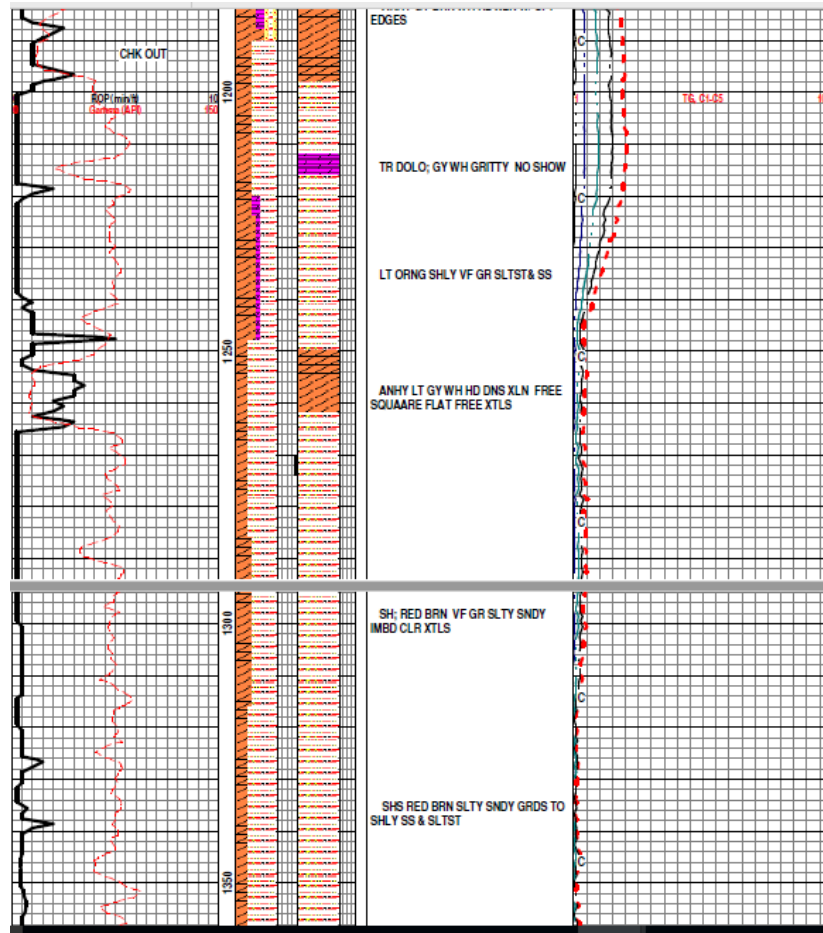 EDGES
CHK OUT
1200
ROP (min/ft) 10
Gamma (API) 150
TG, C1-C5
C
TR DOLO; GY WH GRITTY NO SHOW
C
LT ORNG SHLY VF GR SLTST& SS
1250
C
ANHY LT GY WH HD DNS XLN FREE
SQUAARE FLAT FREE XTLS
C
1300
SH; RED BRN VF GR SLTY SNDY
IMBD CLR XTLS
C
SHS RED BRN SLTY SNDY GRDS TO
SHLY SS & SLTST
C
1350